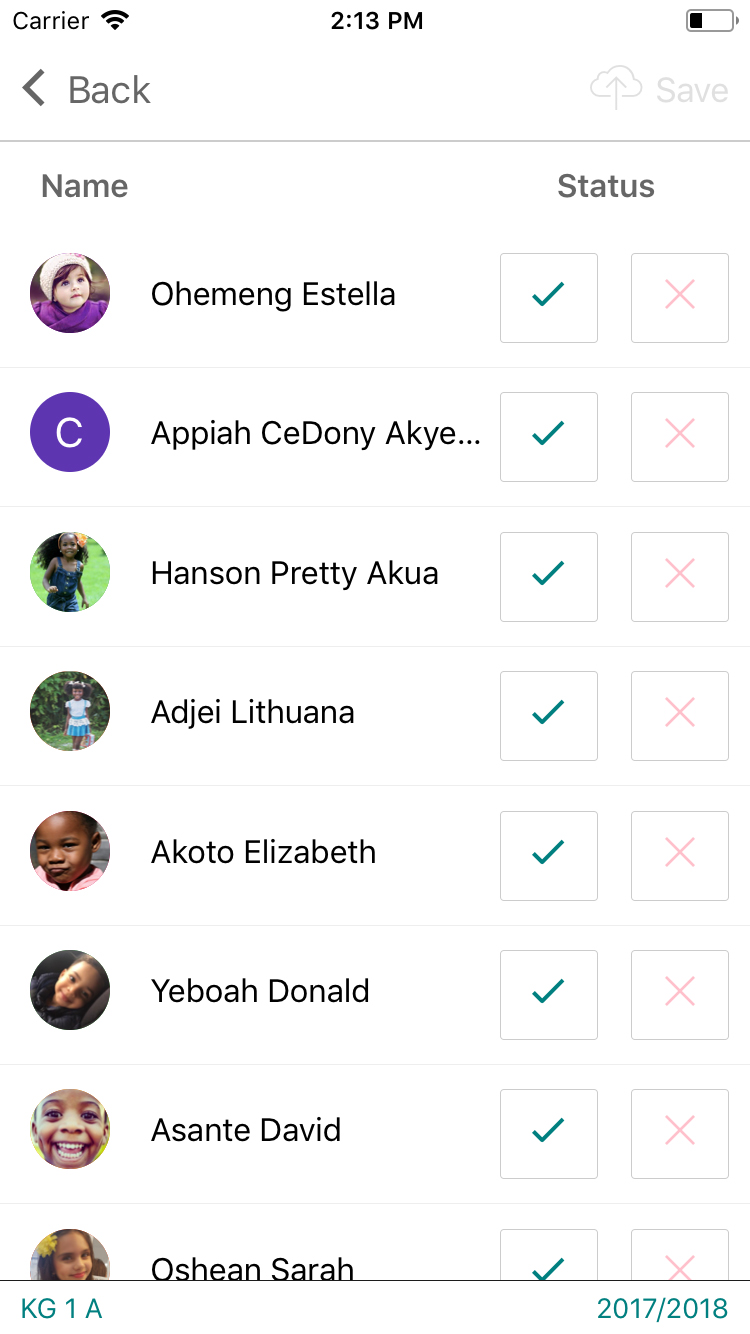 Carrier 2:13 PM
Back Save
Name Status
Ohemeng Estella
C Appiah CeDony Akye...
Hanson Pretty Akua
Adjei Lithuana
Akoto Elizabeth
Yeboah Donald
Asante David
Oshean Sarah
KG 1 A 2017/2018